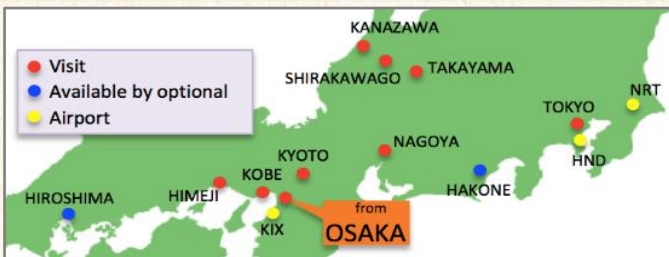 KANAZAWA
Visit
SHIRAKAWAGO
TAKAYAMA
Available by optional
NRT
Airport
TOKYO
NAGOYA
KYOTO
HND
KOBE
HIROSHIMA
HIMEJI
HAKONE
from
OSAKA
KIX